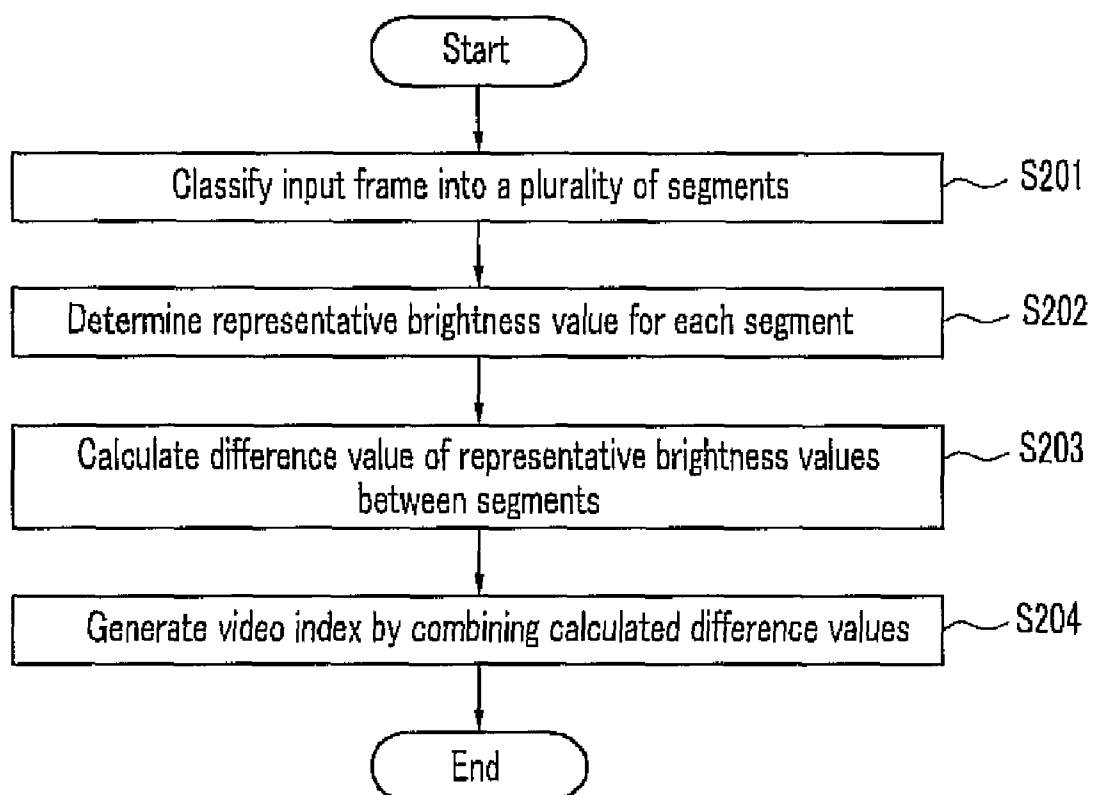 Start
Classify input frame into a plurality of segments
S201
Determine representative brightness value for each segment
S202
Calculate difference value of representative brightness values
between segments
S203
Generate video index by combining calculated difference values
S204
End